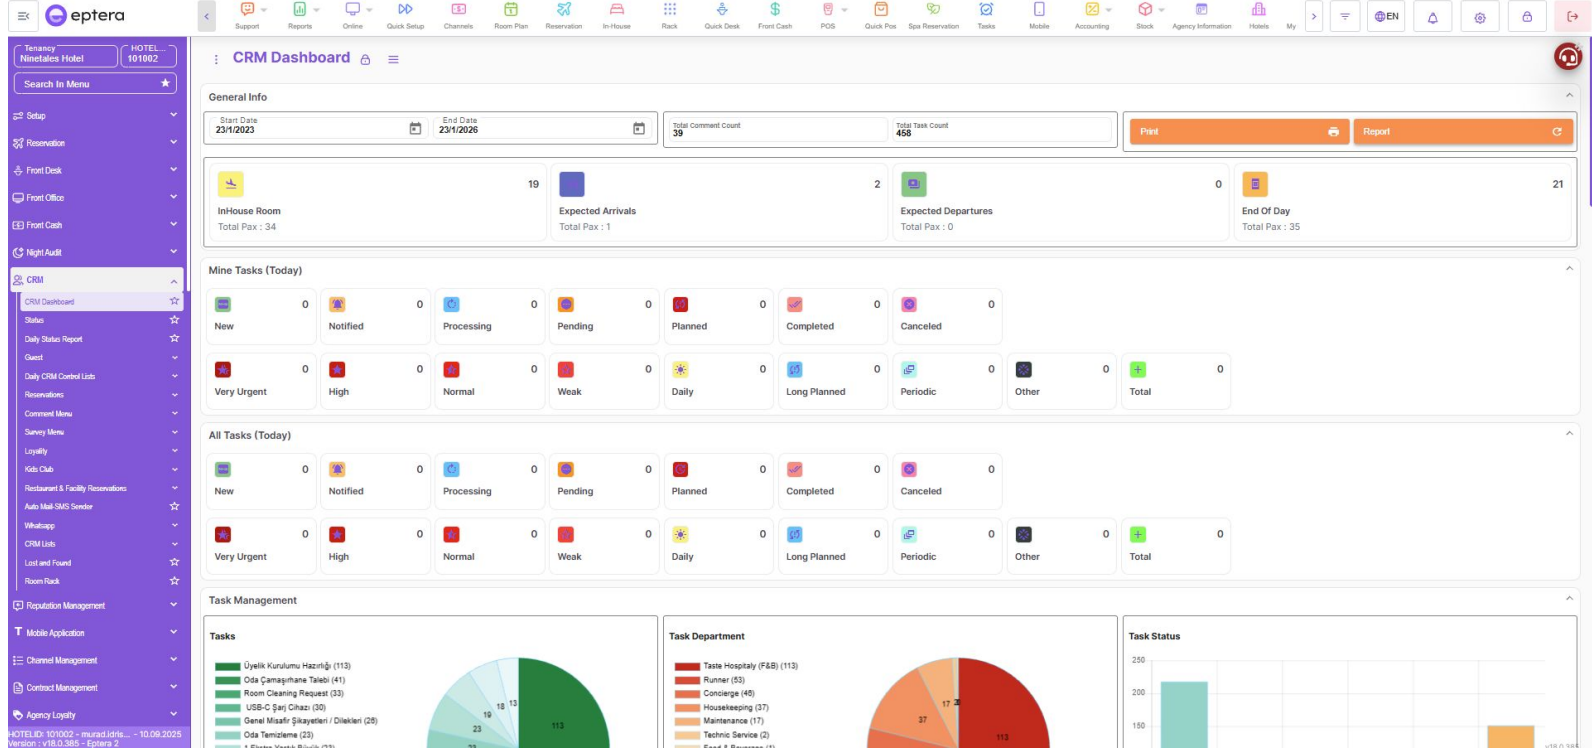 eptera
Support
Reports
Online
Quick Setup
Channels
Room Plan
Reservation
In-House
Rack
Quick Desk
Front Cash
POS
Quick Pos
Spa Reservation
Tasks
Mobile
Accounting
Stock
Agency Information
Hotels
My
EN
Tenancy
Ninetales Hotel
HOTEL...
101002
Search In Menu
Setup
Reservation
Front Desk
Front Office
Front Cash
Night Audit
CRM
CRM Dashboard
Status
Daily Status Report
Guest
Daily CRM Control Lists
Reservations
Comment Menu
Survey Menu
Loyality
Kids Club
Restaurant & Facility Reservations
Auto Mail-SMS Sender
Whatsapp
CRM Lists
Lost and Found
Room Rack
Reputation Management
Mobile Application
Channel Management
Contract Management
Agency Loyalty
HOTELID: 101002 - murad.idris... - 10.09.2025
Version : v18.0.385 - Eptera 2
CRM Dashboard
General Info
Start Date
23/1/2023
End Date
23/1/2026
Total Comment Count
39
Total Task Count
458
Print
Report
19
InHouse Room
Total Pax : 34
2
Expected Arrivals
Total Pax : 1
0
Expected Departures
Total Pax : 0
21
End Of Day
Total Pax : 35
Mine Tasks (Today)
0 0 0 0 0 0 0
New Notified Processing Pending Planned Completed Canceled
0 0 0 0 0 0 0 0 0
Very Urgent High Normal Weak Daily Long Planned Periodic Other Total
All Tasks (Today)
0 0 0 0 0 0 0
New Notified Processing Pending Planned Completed Canceled
0 0 0 0 0 0 0 0 0
Very Urgent High Normal Weak Daily Long Planned Periodic Other Total
Task Management
Tasks
Üyelik Kurulumu Hazırlığı (113)
Oda Çamaşırhane Talebi (41)
Room Cleaning Request (33)
USB-C Şarj Cihazı (30)
Genel Misafir Şikayetleri / Dilekleri (26)
Oda Temizleme (23)
13
18
19
23
113
Task Department
Taste Hospitaly (F&B) (113)
Runner (53)
Concierge (46)
Housekeeping (37)
Maintenance (17)
Technic Service (2)
17
37
113
Task Status
250
200
150
v18.0.385